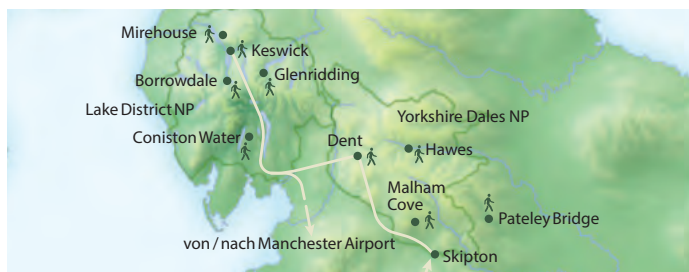 Mirehouse
Keswick
Borrowdale
Glenridding
Lake District NP
Yorkshire Dales NP
Coniston Water
Dent
Hawes
Malham
Cove
Pateley Bridge
von / nach Manchester Airport
Skipton